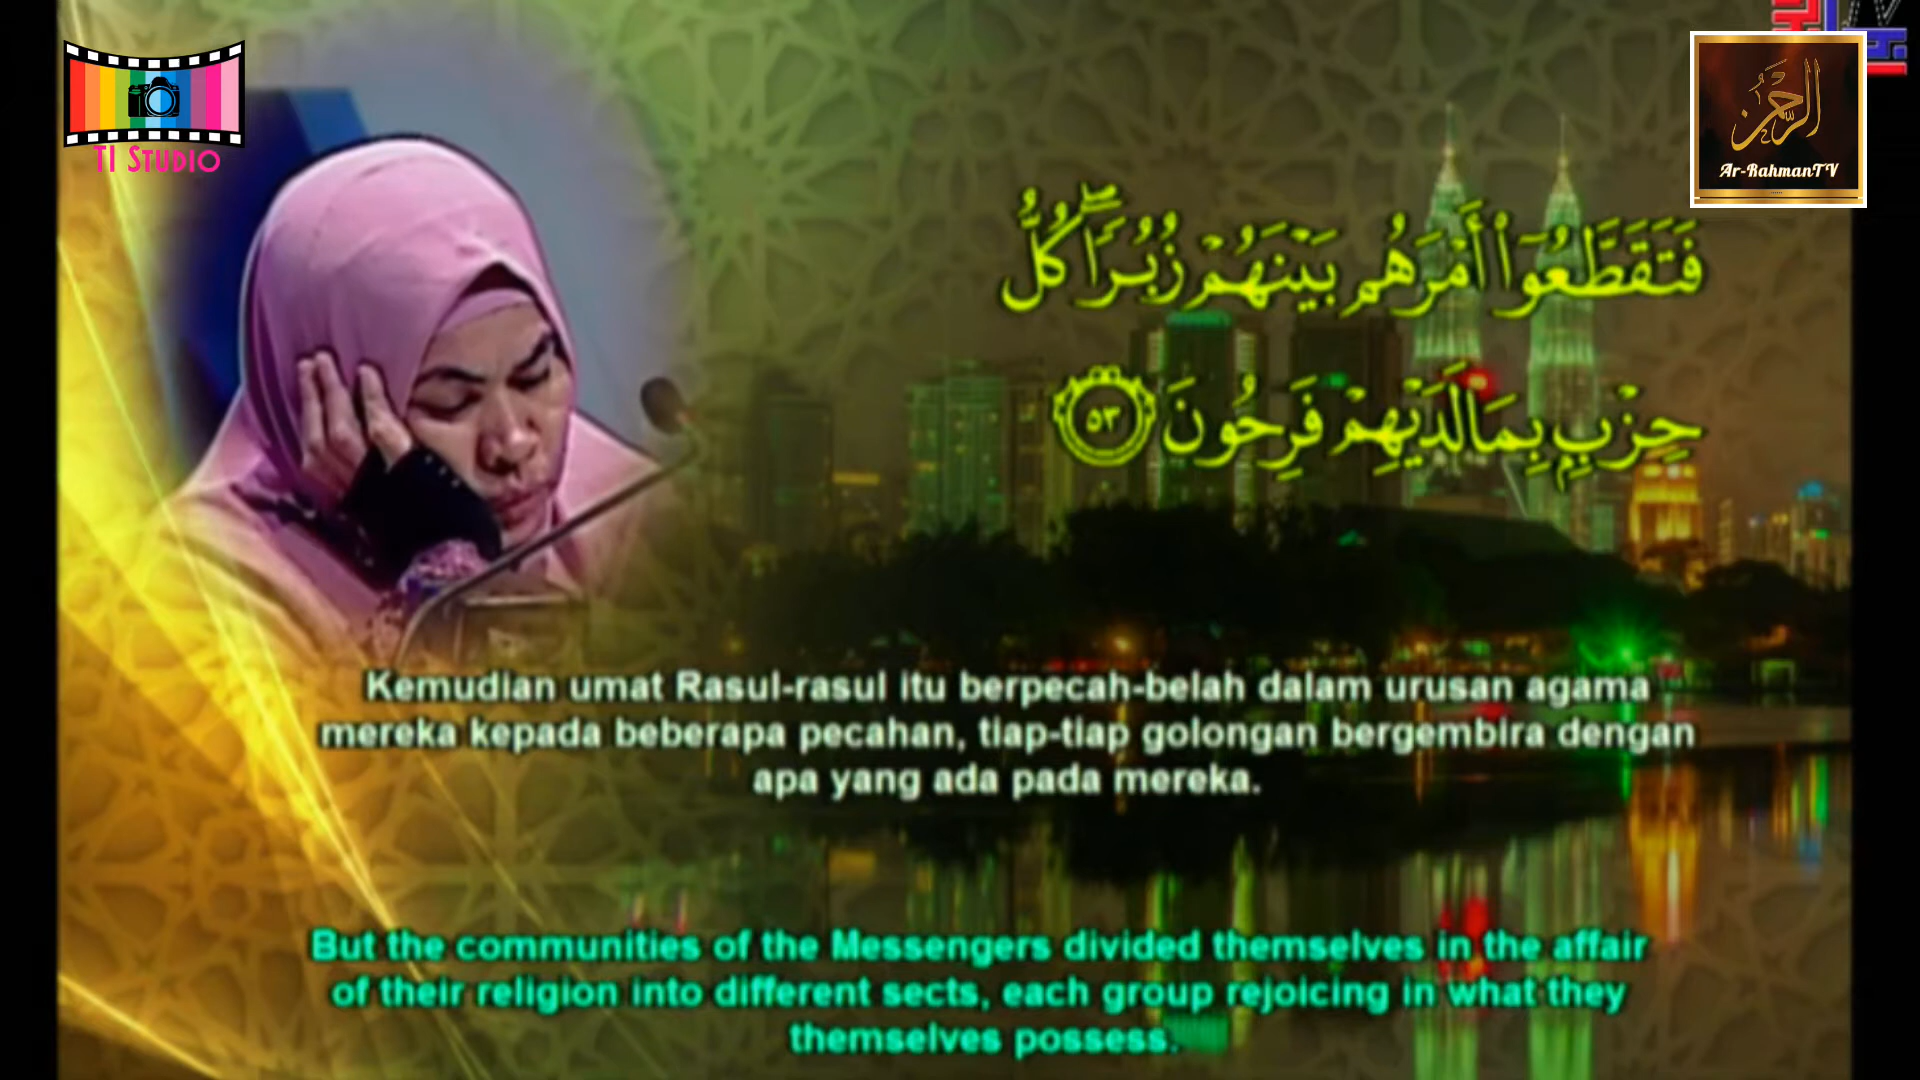 TI STUDIO
الرحمن
Ar-RahmanTV
فَتَقَطَّعُوٓا۟ أَمْرَهُم بَيْنَهُمْ زُبُرًۭا ۖ كُلُّ
حِزْبٍۭ بِمَا لَدَيْهِمْ فَرِحُونَ ٥٣
Kemudian umat Rasul-rasul itu berpecah-belah dalam urusan agama
mereka kepada beberapa pecahan, tiap-tiap golongan bergembira dengan
apa yang ada pada mereka.
But the communities of the Messengers divided themselves in the affair
of their religion into different sects, each group rejoicing in what they
themselves possess.